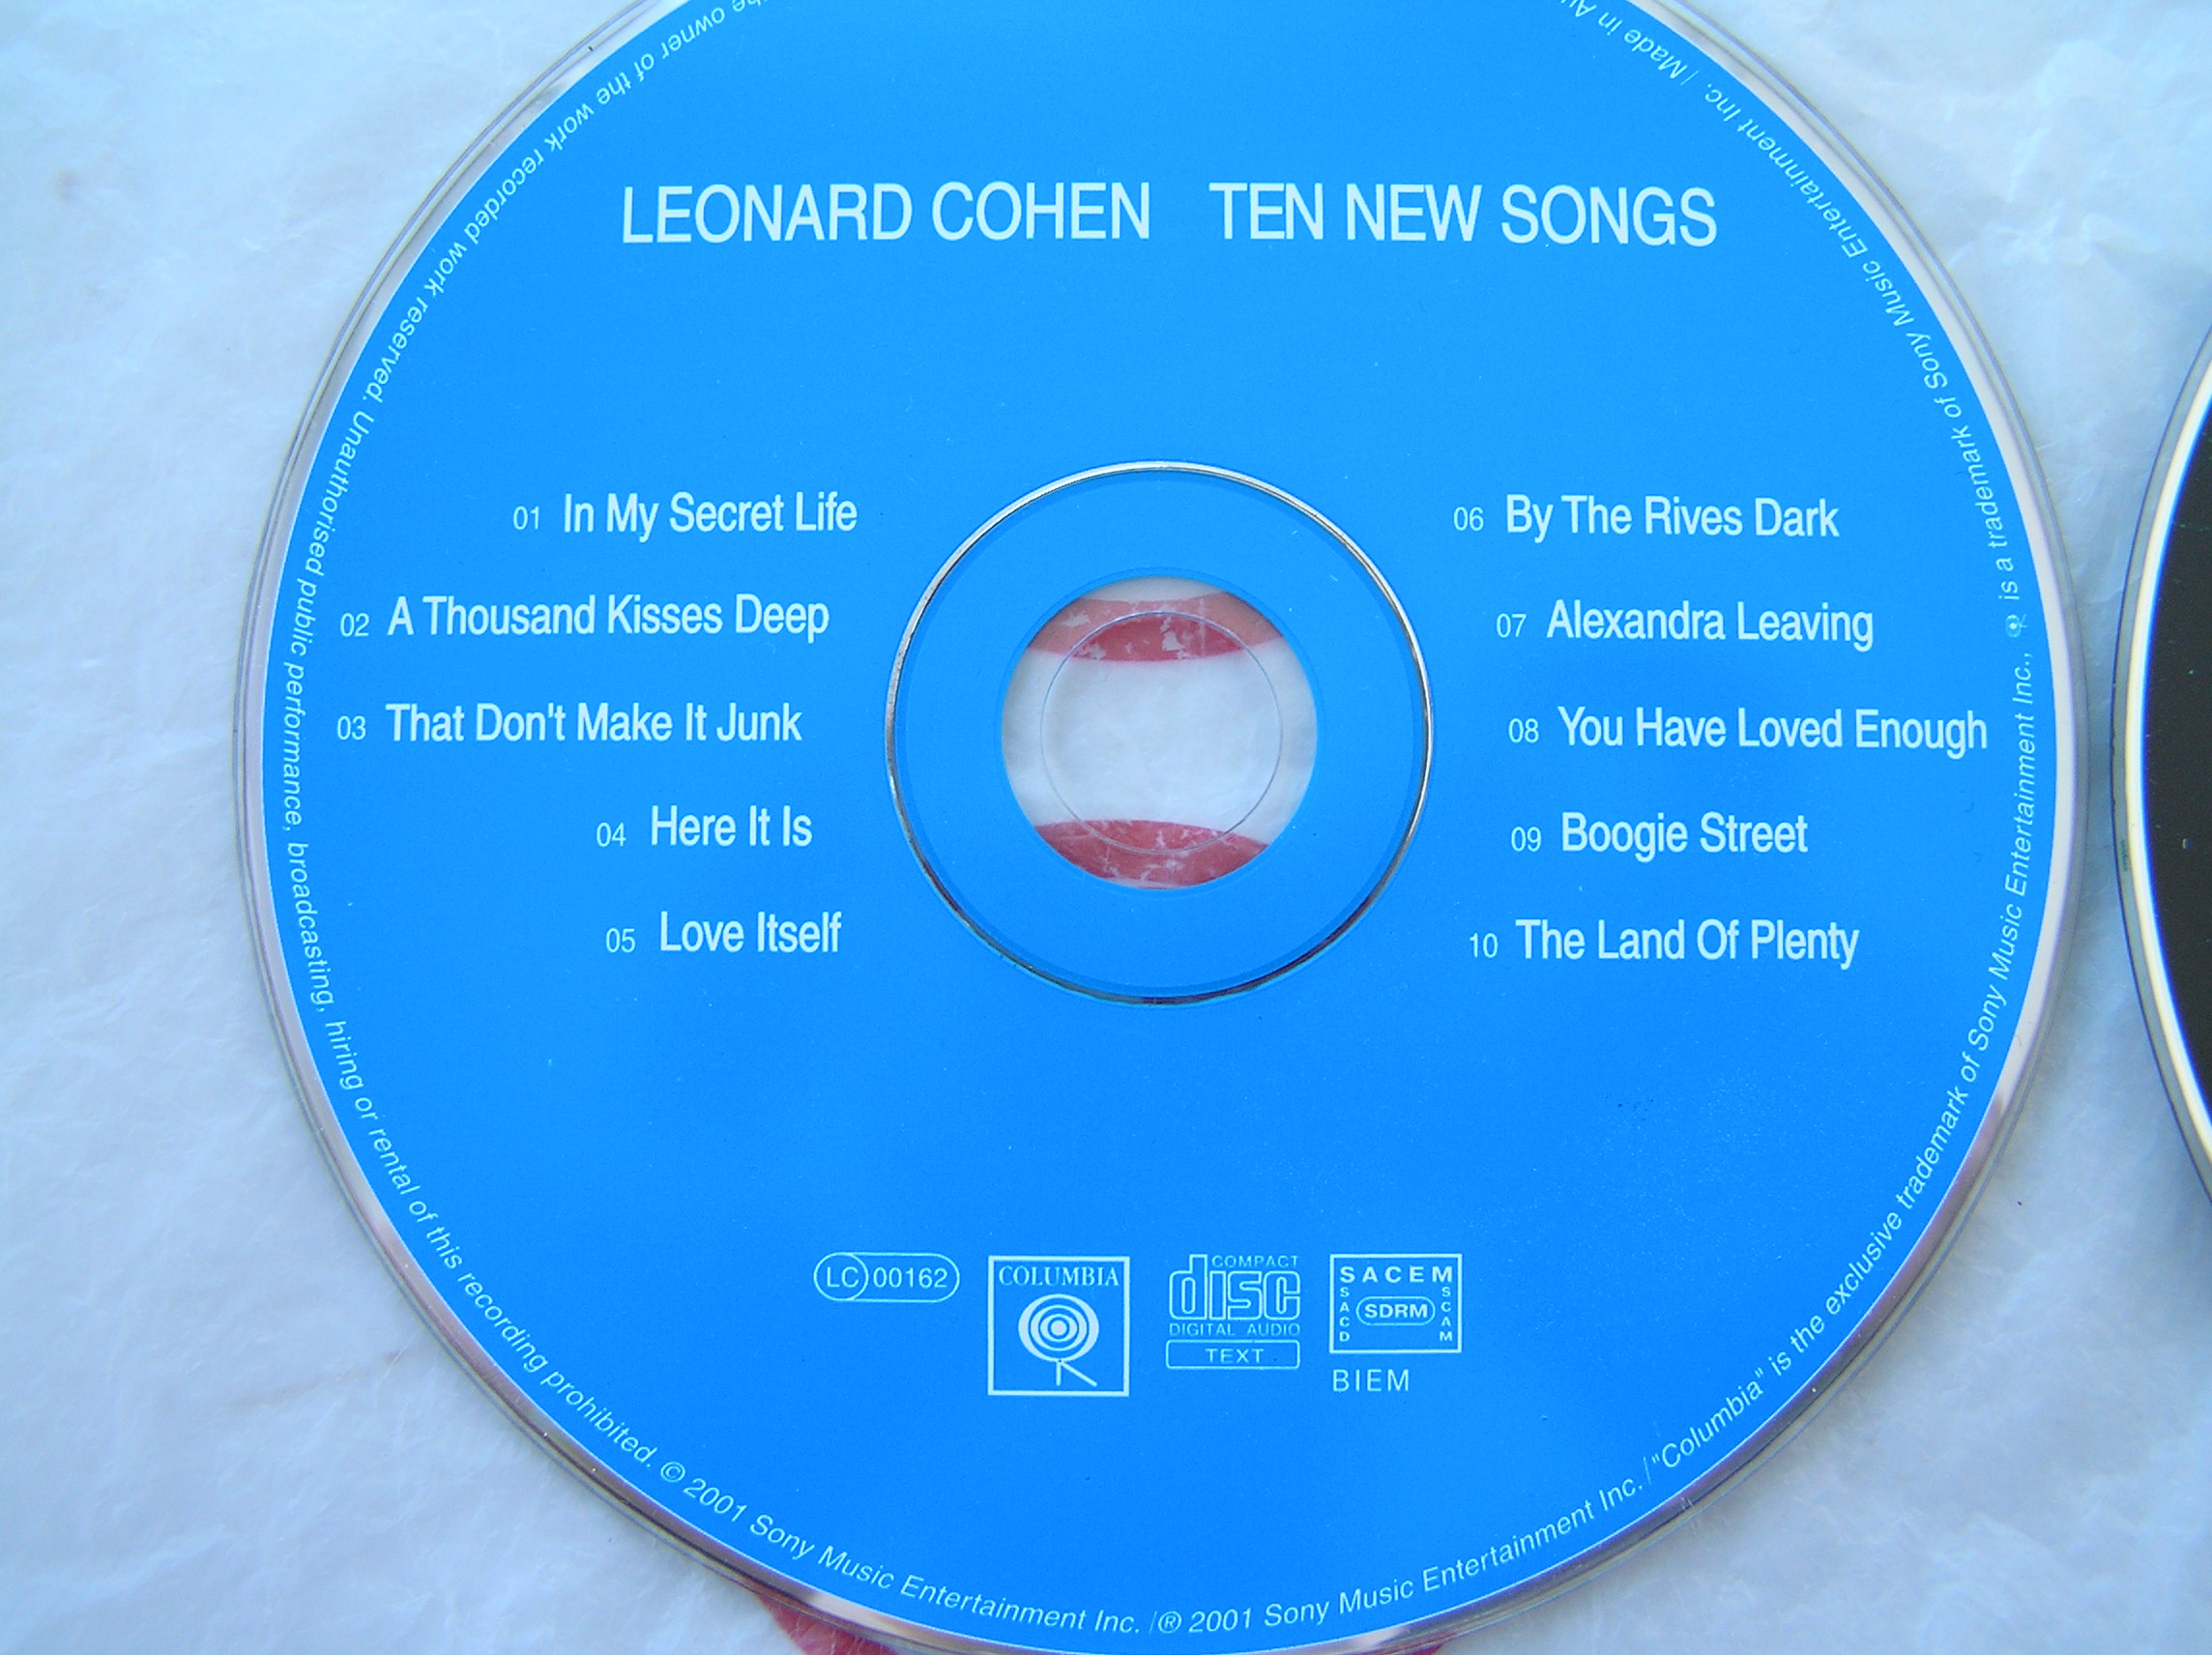 LEONARD COHEN TEN NEW SONGS
01 In My Secret Life
02 A Thousand Kisses Deep
03 That Don't Make It Junk
04 Here It Is
05 Love Itself
06 By The Rives Dark
07 Alexandra Leaving
08 You Have Loved Enough
09 Boogie Street
10 The Land Of Plenty
LC 00162
COLUMBIA
COMPACT
disc
DIGITAL AUDIO
TEXT
SACEM
SACD
SDRM
SCAM
BIEM
the owner of the work recorded work reserved. Unauthorised public performance, broadcasting, hiring or rental of this recording prohibited. © 2001 Sony Music Entertainment Inc. / ℗ 2001 Sony Music Entertainment Inc. / "Columbia" is the exclusive trademark of Sony Music Entertainment Inc., is a trademark of Sony Music Entertainment Inc. | Made in